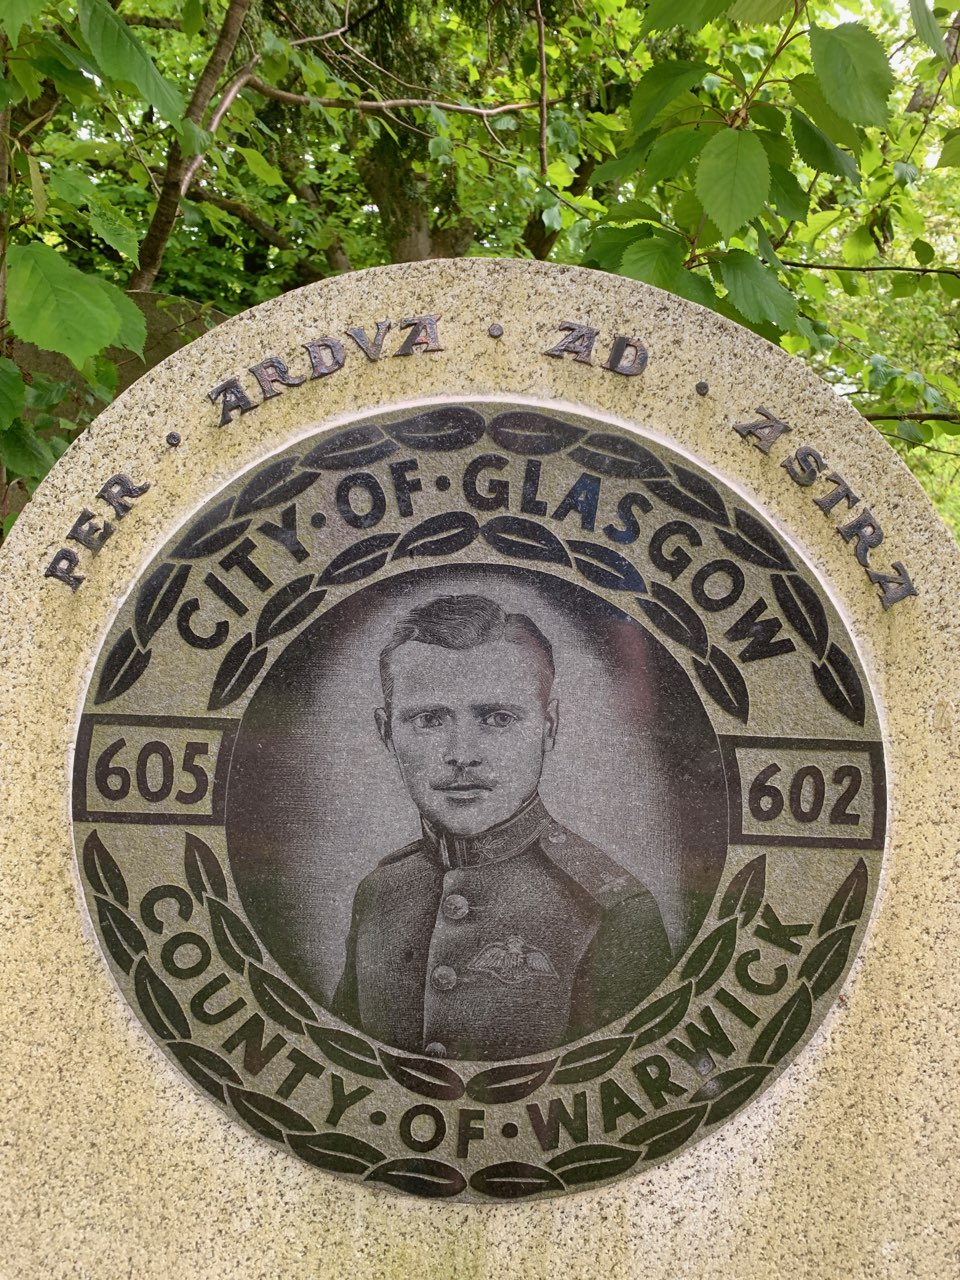 PER · ARDVA · AD · ASTRA
CITY·OF·GLASGOW
605
602
COUNTY·OF·WARWICK